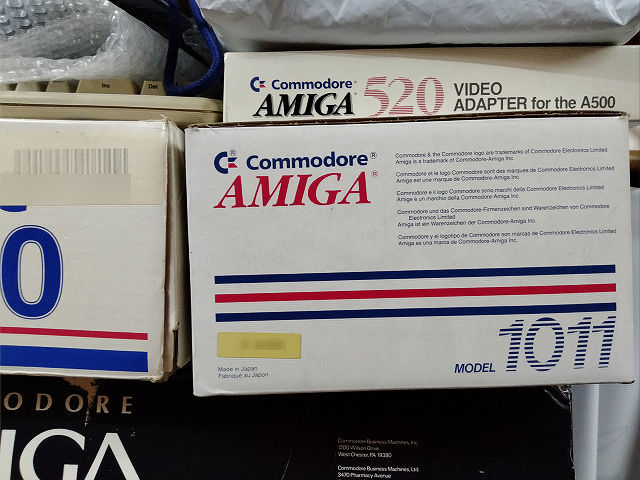 Ins Del
Commodore®
AMIGA 520 VIDEO
ADAPTER for the A500
Commodore®
AMIGA®
Commodore & the Commodore logo are trademarks of Commodore Electronics Limited
Amiga is a trademark of Commodore-Amiga Inc.
Commodore et le logo Commodore sont des marques de Commodore Electronics Limited
Amiga est une marque de Commodore-Amiga Inc.
Commodore e il logo Commodore sono marchi della Commodore Electronics Limited
Amiga è un marchio della Commodore-Amiga Inc.
Commodore und das Commodore-Firmenzeichen sind Warenzeichen von Commodore
Electronics Limited
Amiga ist ein Warenzeichen der Commodore-Amiga Inc.
Commodore y el logotipo de Commodore son marcas de Commodore Electronics Limited
Amiga es una marca de Commodore-Amiga Inc.
0
Made in Japan
Fabriqué au Japon
MODEL 1011
ODORE
IGA
Commodore Business Machines, Inc.
1200 Wilson Drive
West Chester, PA 19380
Commodore Business Machines, Ltd.
3470 Pharmacy Avenue